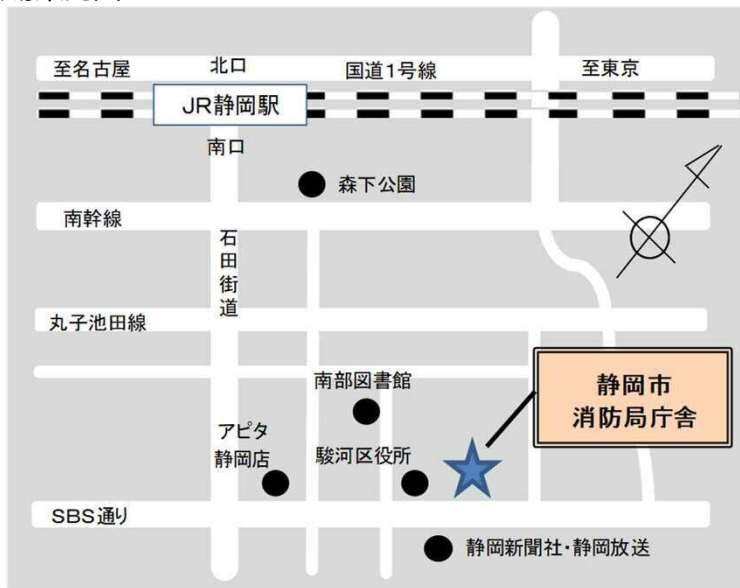 至名古屋
北口
国道1号線
至東京
JR静岡駅
南口
森下公園
南幹線
石田街道
丸子池田線
静岡市
消防局庁舎
南部図書館
アピタ
静岡店
駿河区役所
SBS通り
静岡新聞社・静岡放送